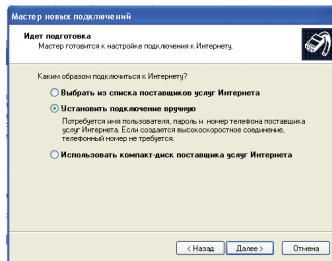 Мастер новых подключений
Идет подготовка
Мастер готовится к настройке подключения к Интернету.
Каким образом подключиться к Интернету?
Выбрать из списка поставщиков услуг Интернета
Установить подключение вручную
Потребуется имя пользователя, пароль и номер телефона поставщика
услуг Интернета. Если создается высокоскоростное соединение,
телефонный номер не требуется.
Использовать компакт-диск поставщика услуг Интернета
< Назад Далее > Отмена